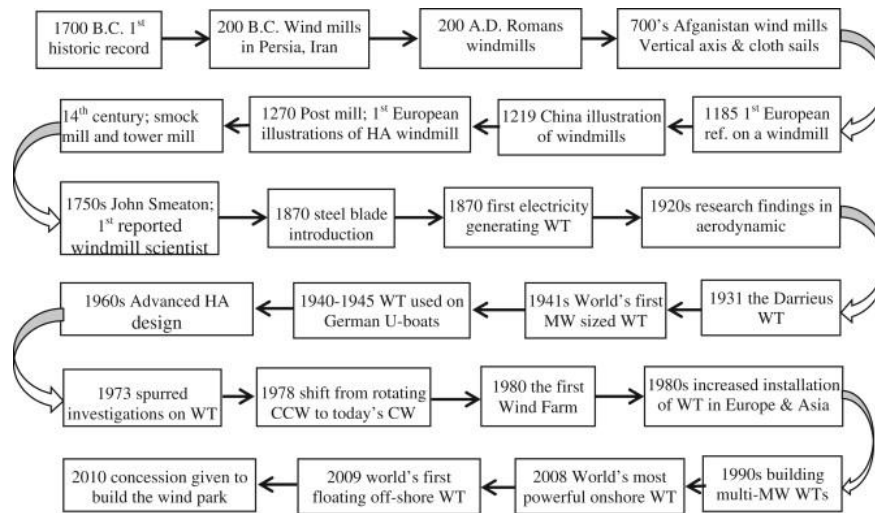 1700 B.C. 1st
historic record
200 B.C. Wind mills
in Persia, Iran
200 A.D. Romans
windmills
700's Afganistan wind mills
Vertical axis & cloth sails
1185 1st European
ref. on a windmill
1219 China illustration
of windmills
1270 Post mill; 1st European
illustrations of HA windmill
14th century; smock
mill and tower mill
1750s John Smeaton;
1st reported
windmill scientist
1870 steel blade
introduction
1870 first electricity
generating WT
1920s research findings in
aerodynamic
1931 the Darrieus
WT
1941s World's first
MW sized WT
1940-1945 WT used on
German U-boats
1960s Advanced HA
design
1973 spurred
investigations on WT
1978 shift from rotating
CCW to today's CW
1980 the first
Wind Farm
1980s increased installation
of WT in Europe & Asia
1990s building
multi-MW WTs
2008 World's most
powerful onshore WT
2009 world's first
floating off-shore WT
2010 concession given to
build the wind park